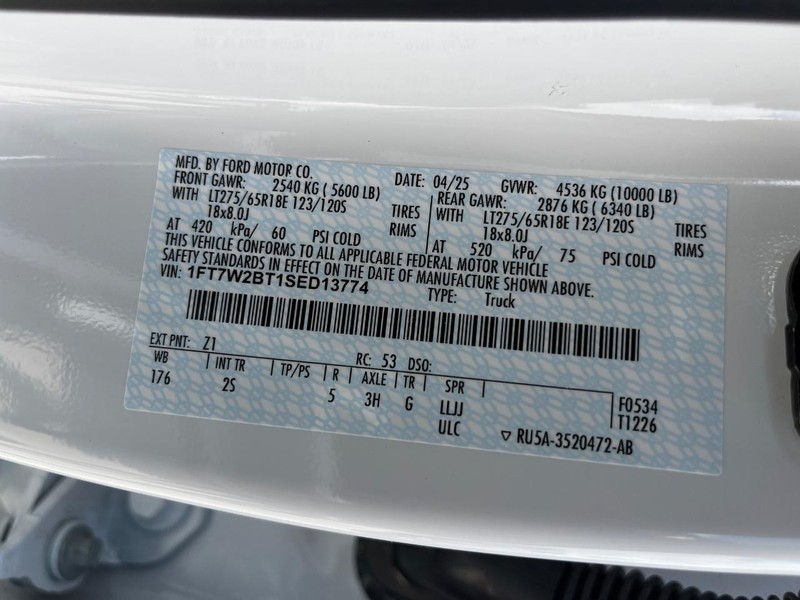 MFD. BY FORD MOTOR CO.
DATE: 04/25 GVWR: 4536 KG (10000 LB)
FRONT GAWR: 2540 KG ( 5600 LB)
WITH LT275/65R18E 123/120S TIRES
18x8.0J RIMS
AT 420 kPa/ 60 PSI COLD
REAR GAWR: 2876 KG ( 6340 LB)
WITH LT275/65R18E 123/120S TIRES
18x8.0J RIMS
AT 520 kPa/ 75 PSI COLD
THIS VEHICLE CONFORMS TO ALL APPLICABLE FEDERAL MOTOR VEHICLE
SAFETY STANDARDS IN EFFECT ON THE DATE OF MANUFACTURE SHOWN ABOVE.
VIN: 1FT7W2BT1SED13774
TYPE: Truck
EXT PNT: Z1 RC: 53 DSO:
WB INT TR TP/PS R AXLE TR SPR
176 2S 5 3H G LLJJ F0534
ULC T1226
▽ RU5A-3520472-AB